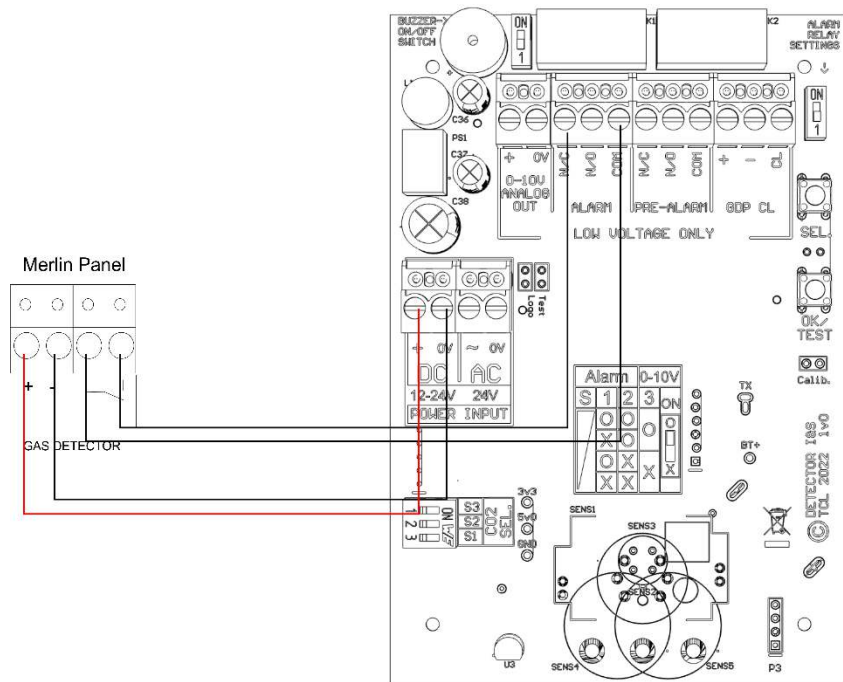 BUZZER
ON/OFF
SWITCH
ON
1
K1
K2
ALARM
RELAY
SETTINGS
ON
1
C36
PS1
C37
C38
+ 0V
N/C N/O COM
N/C N/O COM
+ - CL
0-10V
ANALOG
OUT
ALARM
PRE-ALARM
GDP CL
LOW VOLTAGE ONLY
SEL.
OK/
TEST
Calib.
Merlin Panel
+ -
GAS DETECTOR
Test
Logo
+ 0V ~ 0V
DC AC
12-24V 24V
POWER INPUT
Alarm 0-10V
S 1 2 3 ON
O O O O
X O
O X X X
X X
TX
BT+
1 ON S3
2 S2
3 S1
CO2
SEL.
3V3
5V0
GND
SENS1
SENS3
SENS2
SENS4
SENS5
U3
P3
© DETECTOR I&S
TCL 2022 1v0